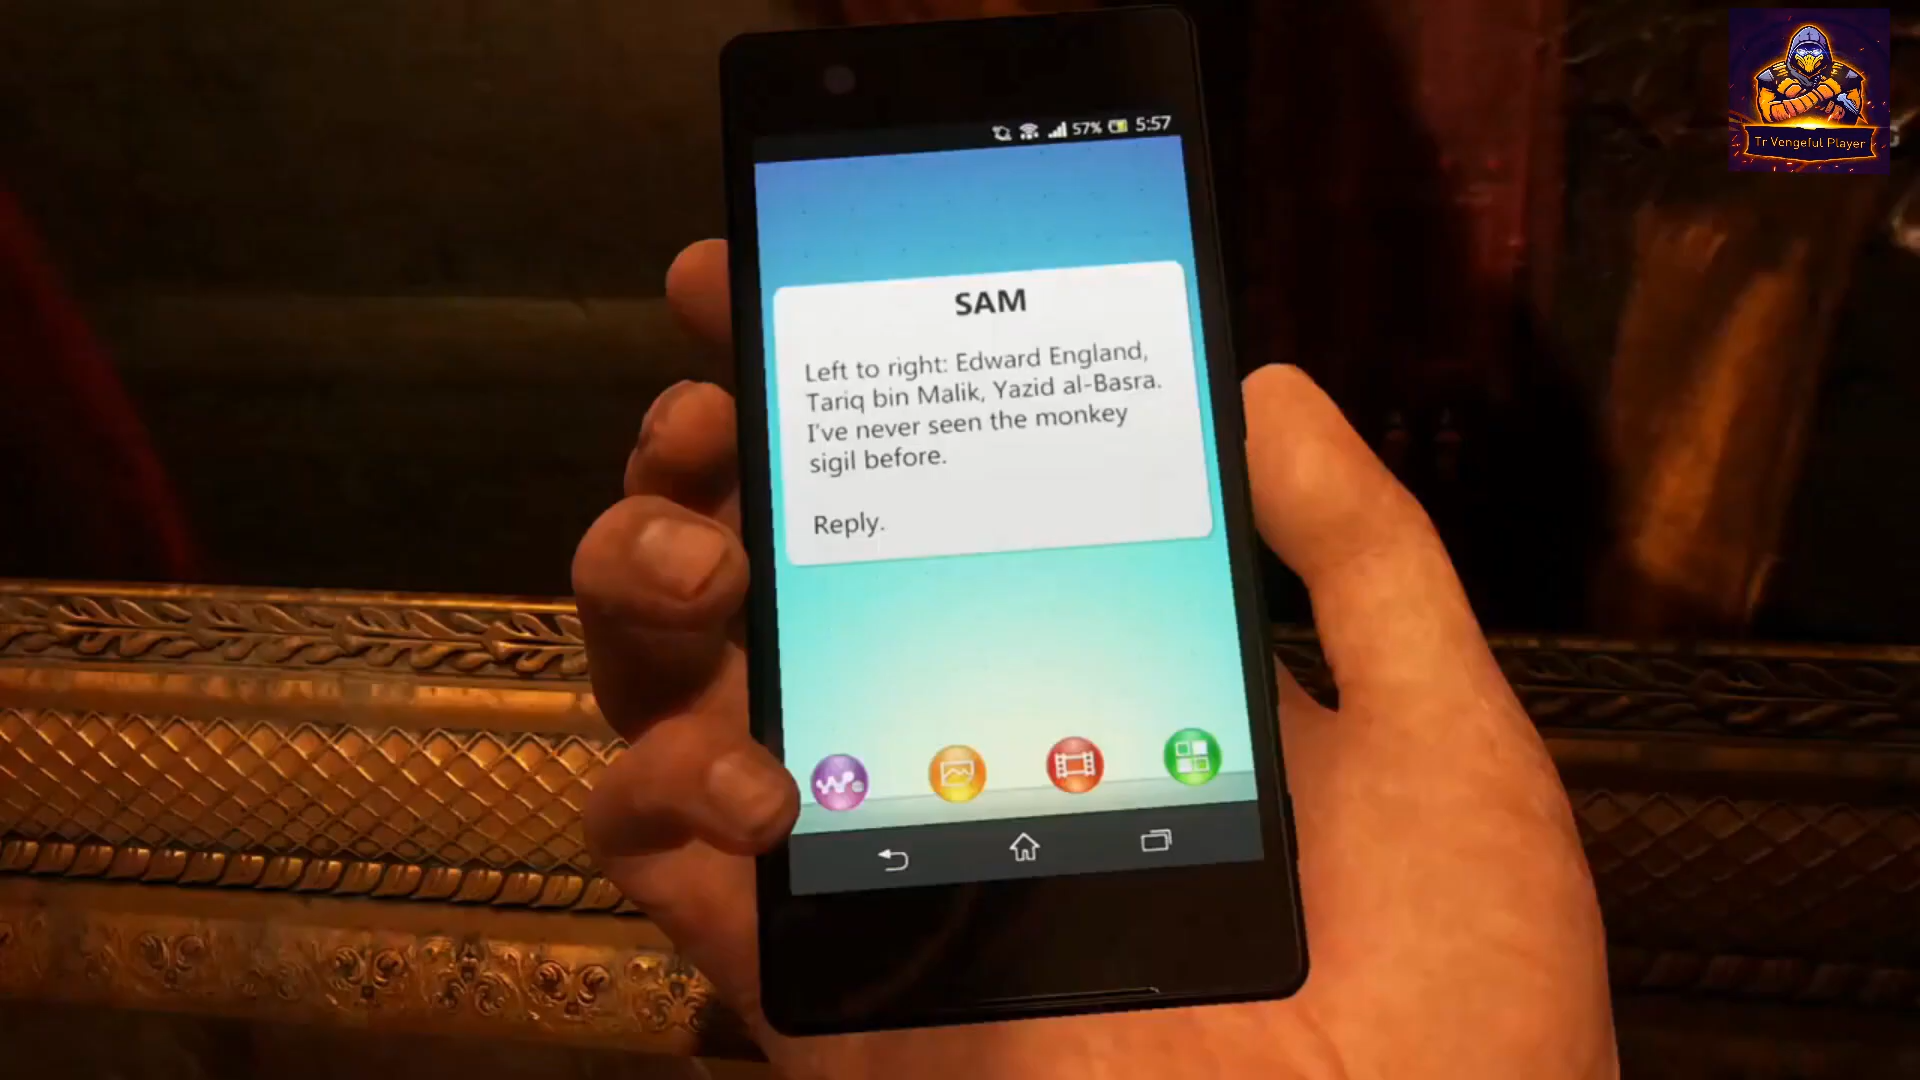 57% 5:57
Tr Vengeful Player
SAM
Left to right: Edward England,
Tariq bin Malik, Yazid al-Basra.
I've never seen the monkey
sigil before.
Reply.